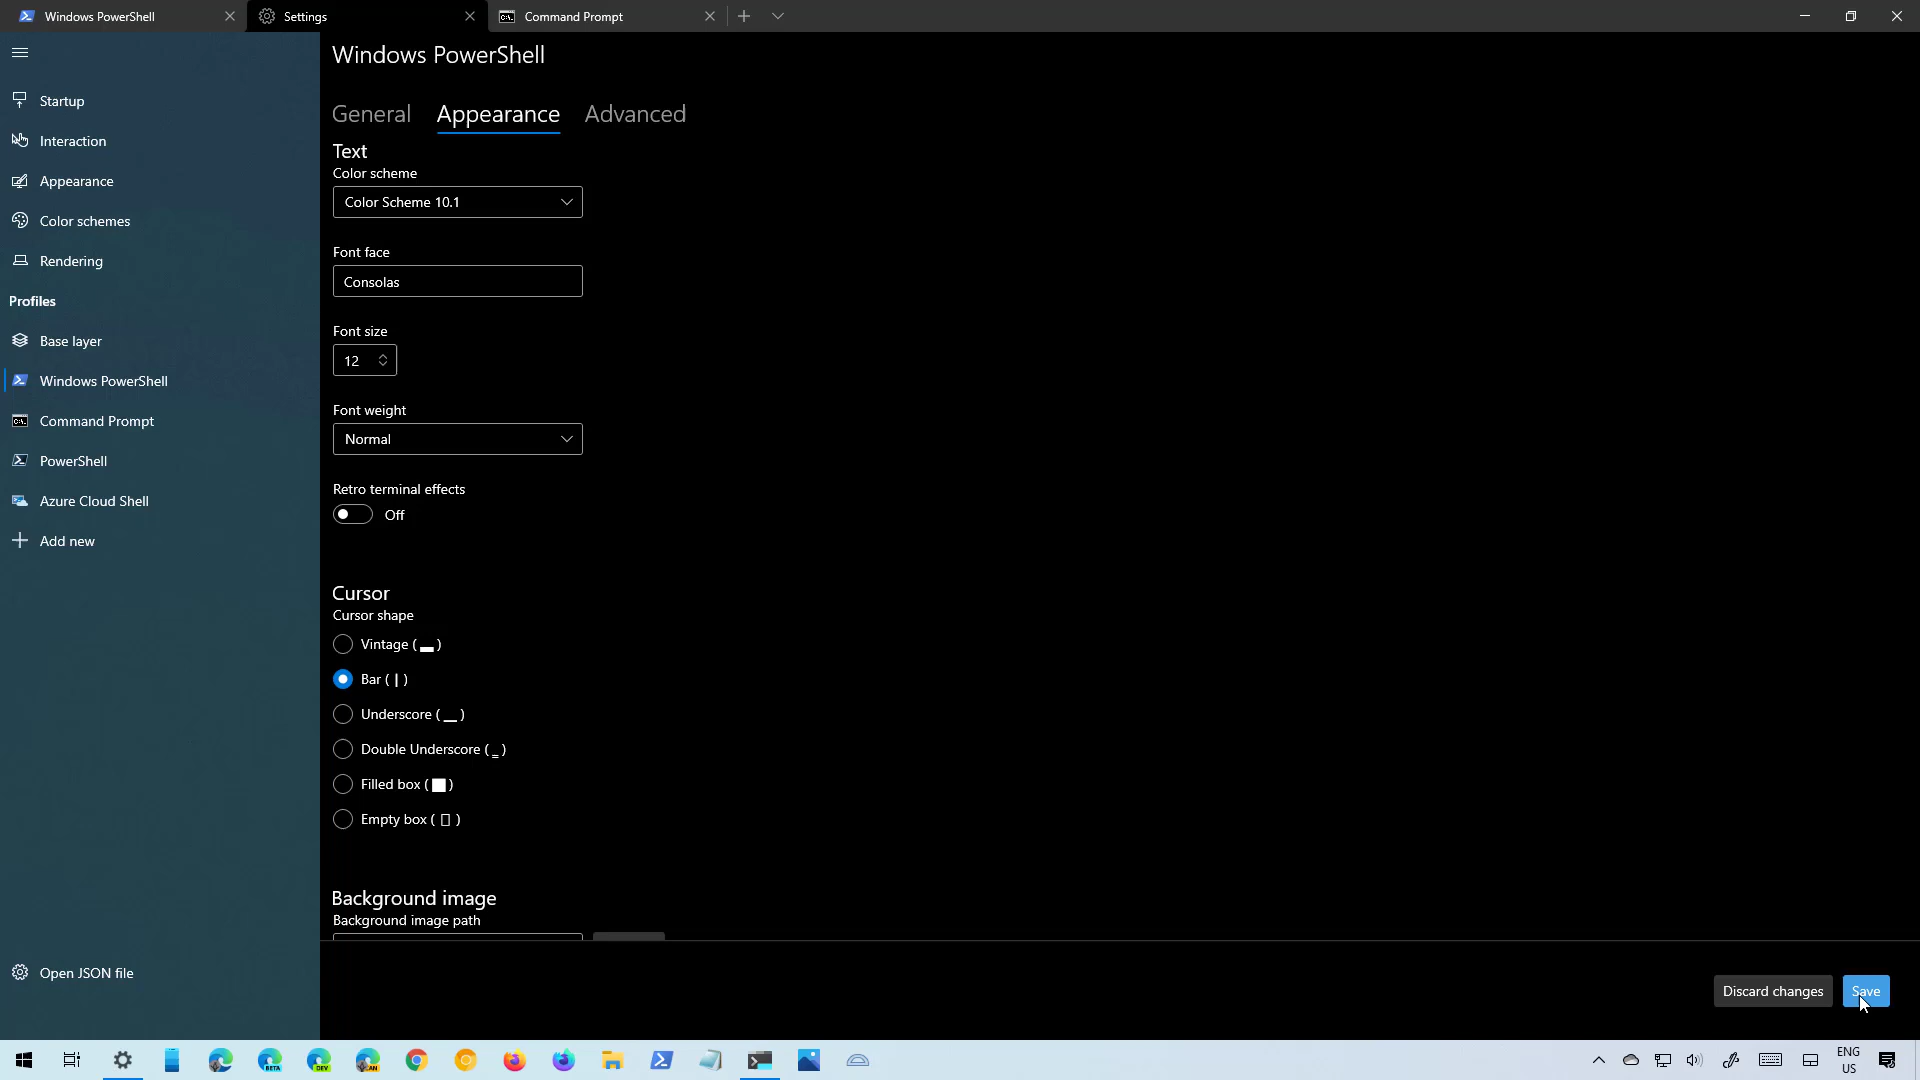 Windows PowerShell
Settings
Command Prompt
Startup
Interaction
Appearance
Color schemes
Rendering
Profiles
Base layer
Windows PowerShell
Command Prompt
PowerShell
Azure Cloud Shell
Add new
Open JSON file
Windows PowerShell
General Appearance Advanced
Text
Color scheme
Color Scheme 10.1
Font face
Consolas
Font size
12
Font weight
Normal
Retro terminal effects
Off
Cursor
Cursor shape
Vintage ( ▂ )
Bar ( ┃ )
Underscore ( ▁ )
Double Underscore ( ‗ )
Filled box ( █ )
Empty box ( ▯ )
Background image
Background image path
Discard changes
Save
BETA
DEV
CAN
ENG
US